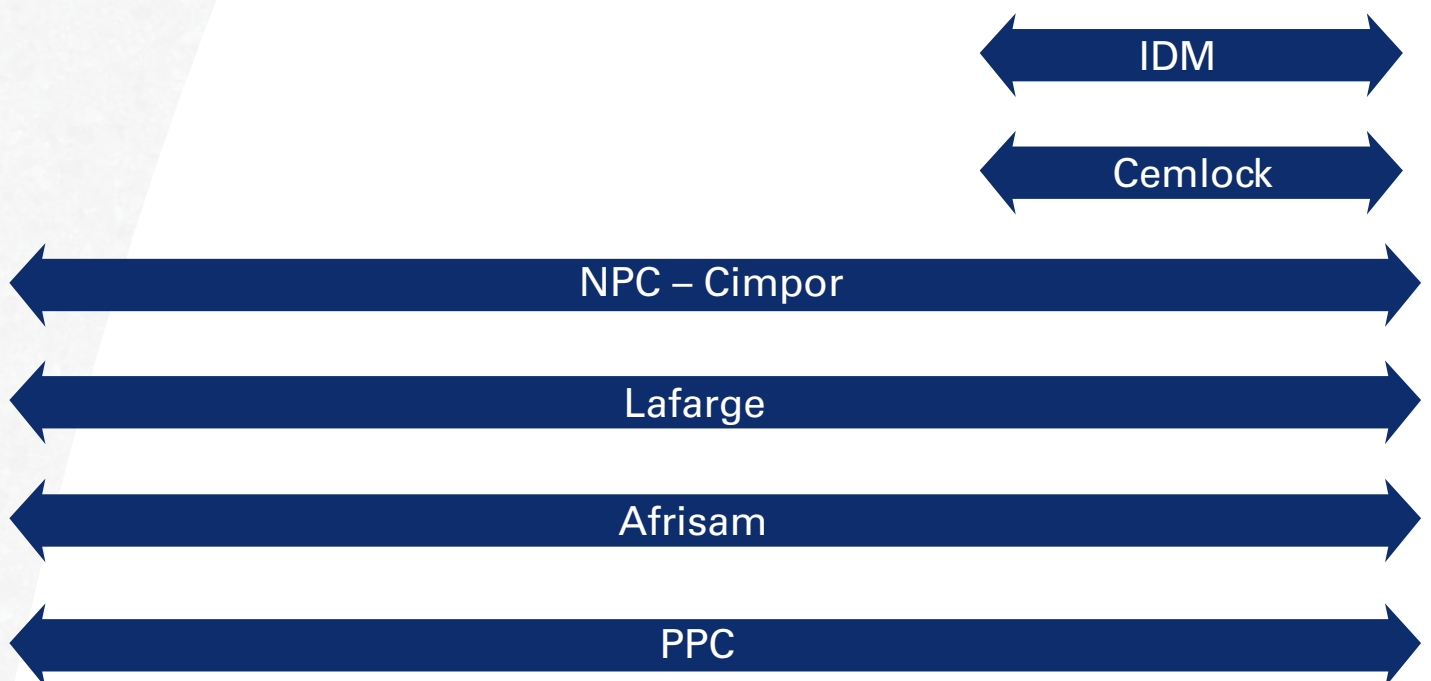 IDM
Cemlock
NPC – Cimpor
Lafarge
Afrisam
PPC